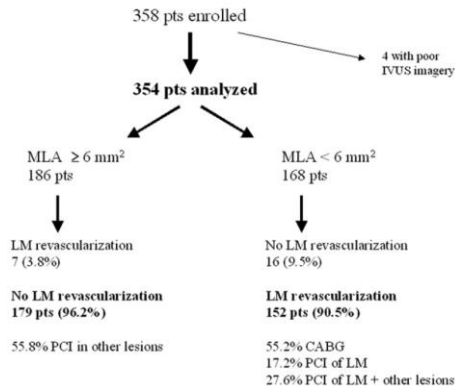 358 pts enrolled
4 with poor
IVUS imagery
354 pts analyzed
MLA ≥ 6 mm²
186 pts
LM revascularization
7 (3.8%)
No LM revascularization
179 pts (96.2%)
55.8% PCI in other lesions
MLA < 6 mm²
168 pts
No LM revascularization
16 (9.5%)
LM revascularization
152 pts (90.5%)
55.2% CABG
17.2% PCI of LM
27.6% PCI of LM + other lesions